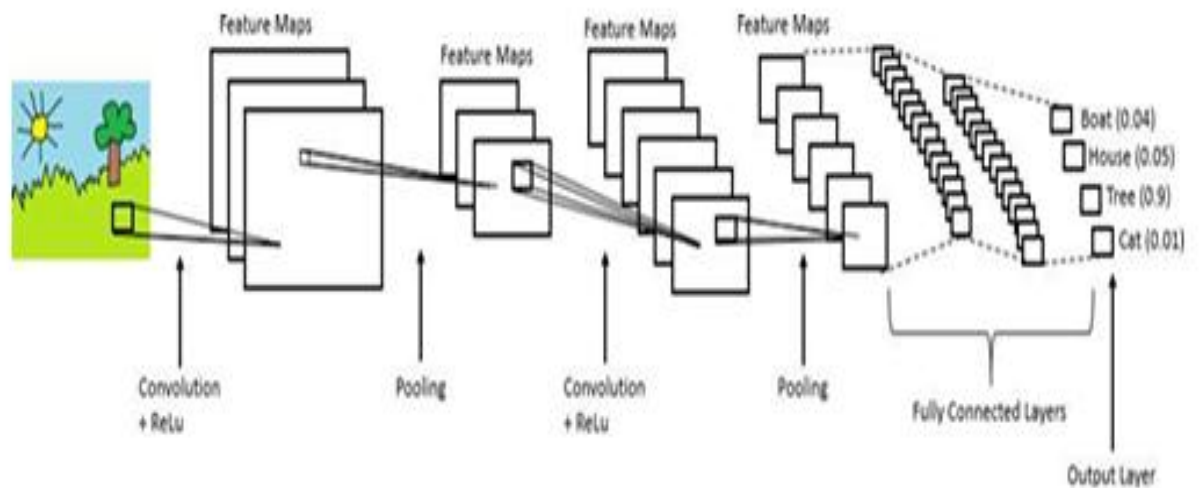 Feature Maps
Feature Maps
Feature Maps
Feature Maps
Boat (0.04)
House (0.05)
Tree (0.9)
Cat (0.01)
Convolution
+ ReLu
Pooling
Convolution
+ ReLu
Pooling
Fully Connected Layers
Output Layer